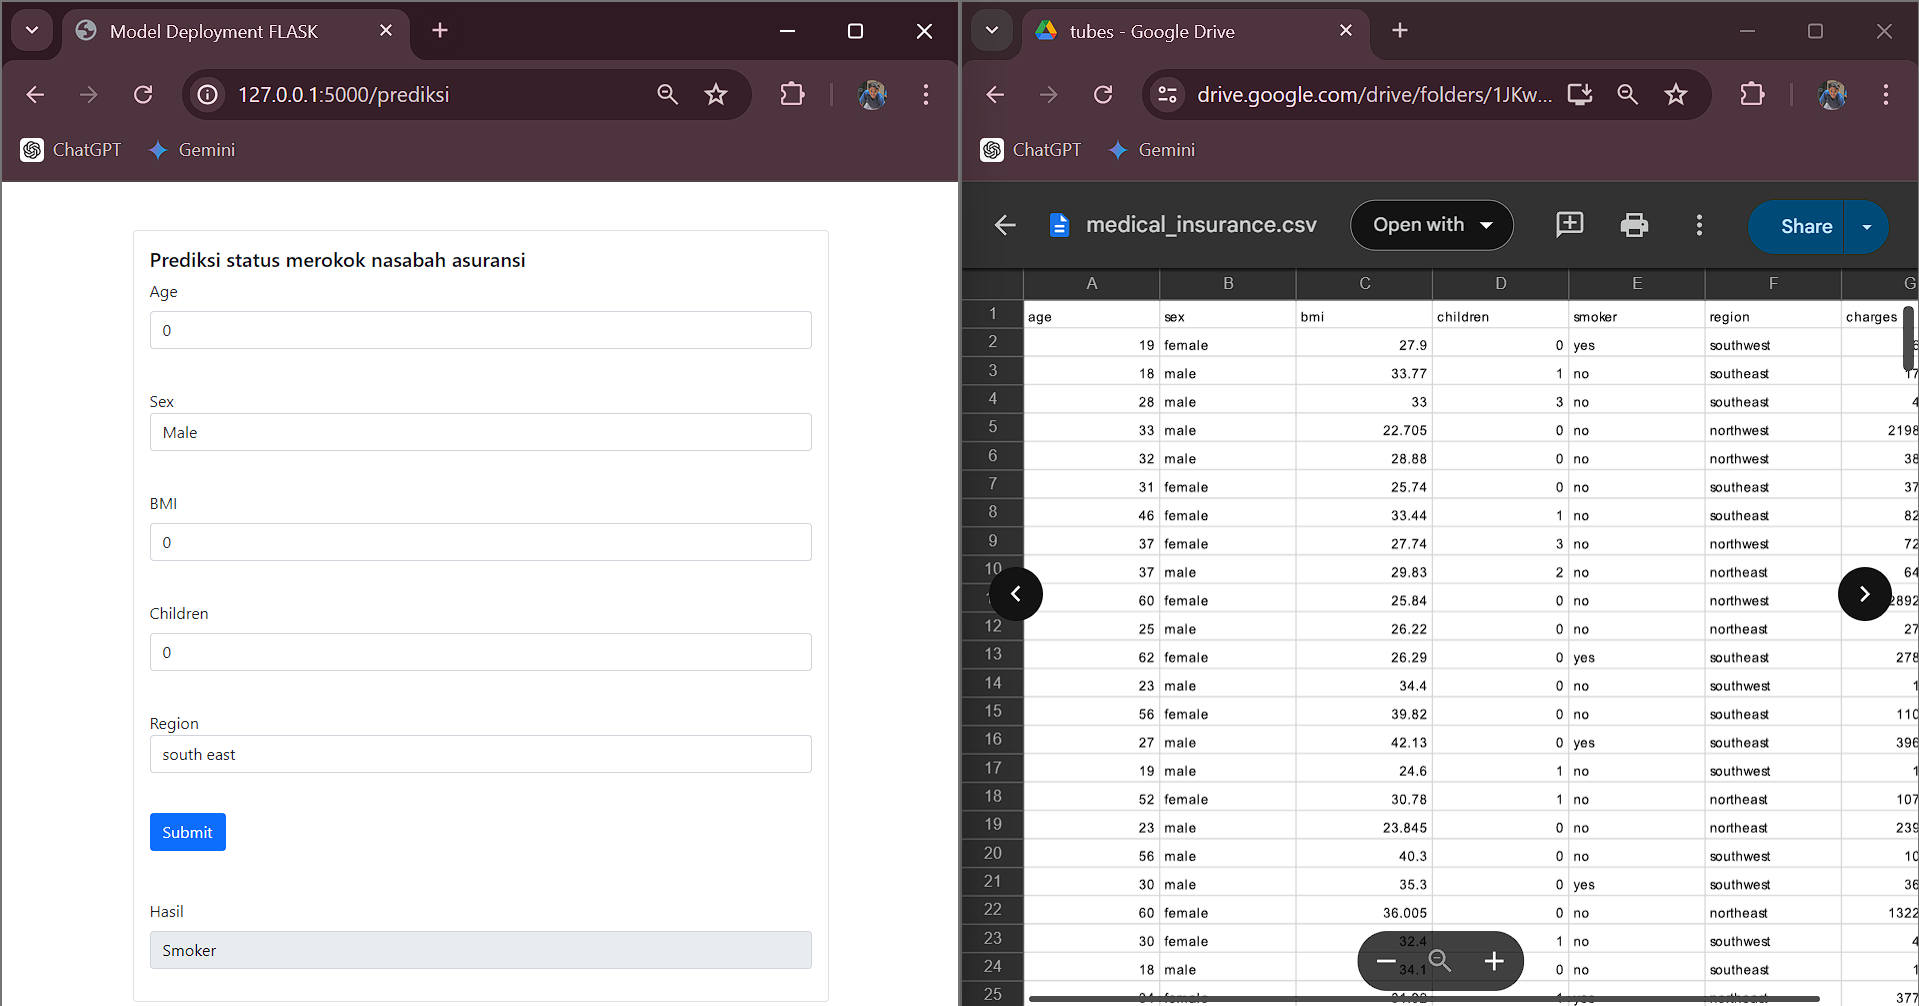 Model Deployment FLASK
127.0.0.1:5000/prediksi
ChatGPT Gemini
Prediksi status merokok nasabah asuransi
Age
0
Sex
Male
BMI
0
Children
0
Region
south east
Submit
Hasil
Smoker
tubes - Google Drive
drive.google.com/drive/folders/1JKw...
ChatGPT Gemini
medical_insurance.csv Open with Share
A B C D E F G
1 age sex bmi children smoker region charges
2 19 female 27.9 0 yes southwest
3 18 male 33.77 1 no southeast 17
4 28 male 33 3 no southeast 4
5 33 male 22.705 0 no northwest 2198
6 32 male 28.88 0 no northwest 38
7 31 female 25.74 0 no southeast 37
8 46 female 33.44 1 no southeast 82
9 37 female 27.74 3 no northwest 72
10 37 male 29.83 2 no northeast 64
60 female 25.84 0 no northwest 2892
12 25 male 26.22 0 no northeast 27
13 62 female 26.29 0 yes southeast 278
14 23 male 34.4 0 no southwest 1
15 56 female 39.82 0 no southeast 110
16 27 male 42.13 0 yes southeast 396
17 19 male 24.6 1 no southwest 1
18 52 female 30.78 1 no northeast 107
19 23 male 23.845 0 no northeast 239
20 56 male 40.3 0 no southwest 10
21 30 male 35.3 0 yes southwest 36
22 60 female 36.005 0 no northeast 1322
23 30 female 32.4 1 no southwest 4
24 18 male 34.1 0 no southeast 1
25 34 female 31.92 1 yes northeast 377